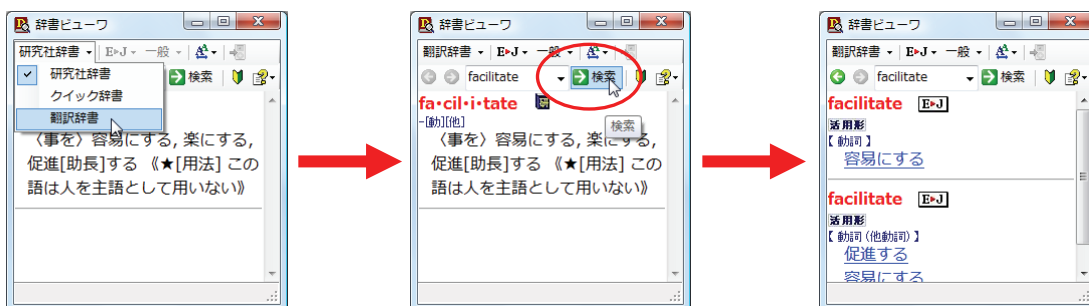 辞書ビューワ
研究社辞書 E▸J 一般
研究社辞書 検索
クイック辞書
翻訳辞書
〈事を〉容易にする, 楽にする,
促進[助長]する 《★[用法] この
語は人を主語として用いない》
辞書ビューワ
翻訳辞書 E▸J 一般
facilitate 検索
fa・cil・i・tate
-[動][他]
検索
〈事を〉容易にする, 楽にする,
促進[助長]する 《★[用法] この
語は人を主語として用いない》
辞書ビューワ
翻訳辞書 E▸J 一般
facilitate 検索
facilitate E▸J
活用形
【 動詞 】
容易にする
facilitate E▸J
活用形
【 動詞 (他動詞) 】
促進する
容易にする